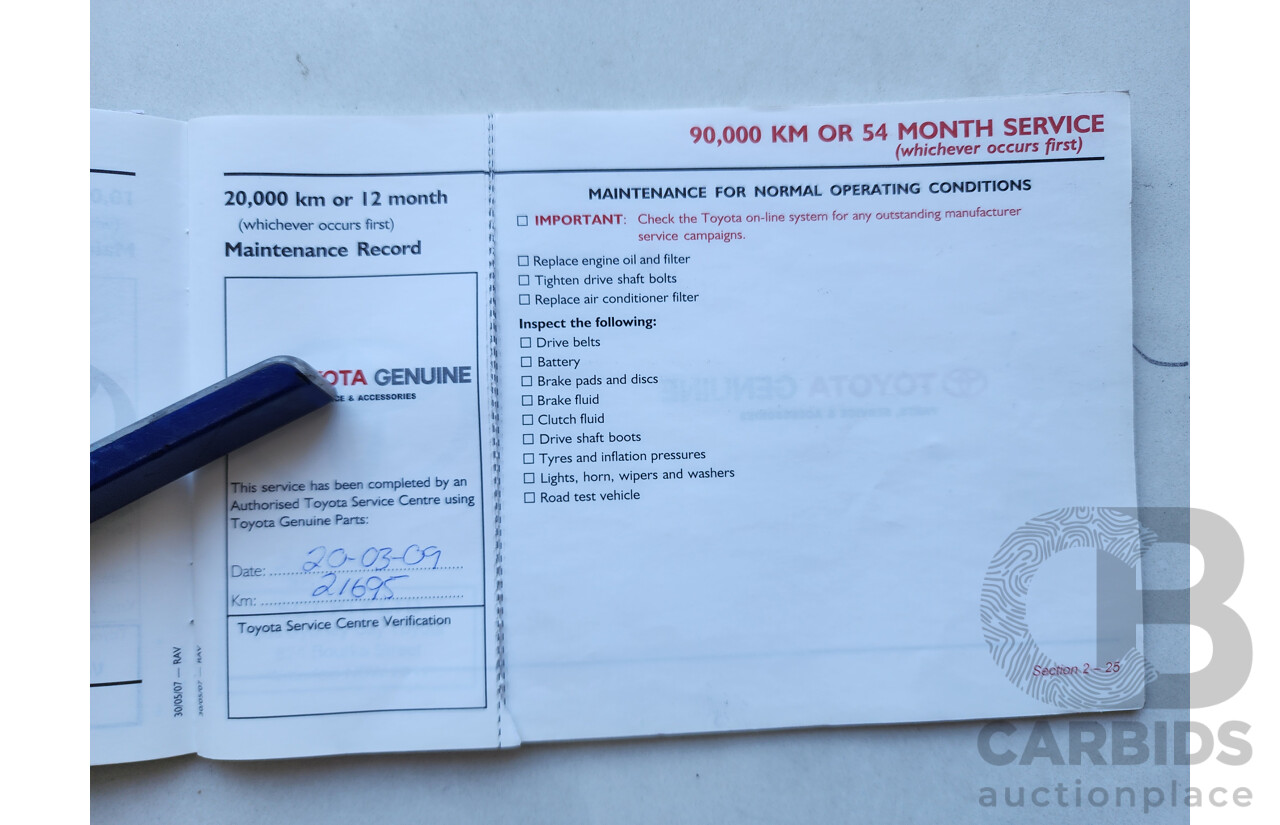 20,000 km or 12 month
(whichever occurs first)
Maintenance Record
OTA GENUINE
CE & ACCESSORIES
This service has been completed by an
Authorised Toyota Service Centre using
Toyota Genuine Parts:
Date: 20-03-09
Km: 21695
Toyota Service Centre Verification
30/05/07 — RAV
30/05/07 — RAV
90,000 KM OR 54 MONTH SERVICE
(whichever occurs first)
MAINTENANCE FOR NORMAL OPERATING CONDITIONS
IMPORTANT: Check the Toyota on-line system for any outstanding manufacturer
service campaigns.
Replace engine oil and filter
Tighten drive shaft bolts
Replace air conditioner filter
Inspect the following:
Drive belts
Battery
Brake pads and discs
Brake fluid
Clutch fluid
Drive shaft boots
Tyres and inflation pressures
Lights, horn, wipers and washers
Road test vehicle
Section 2 – 25
CARBIDS
auctionplace